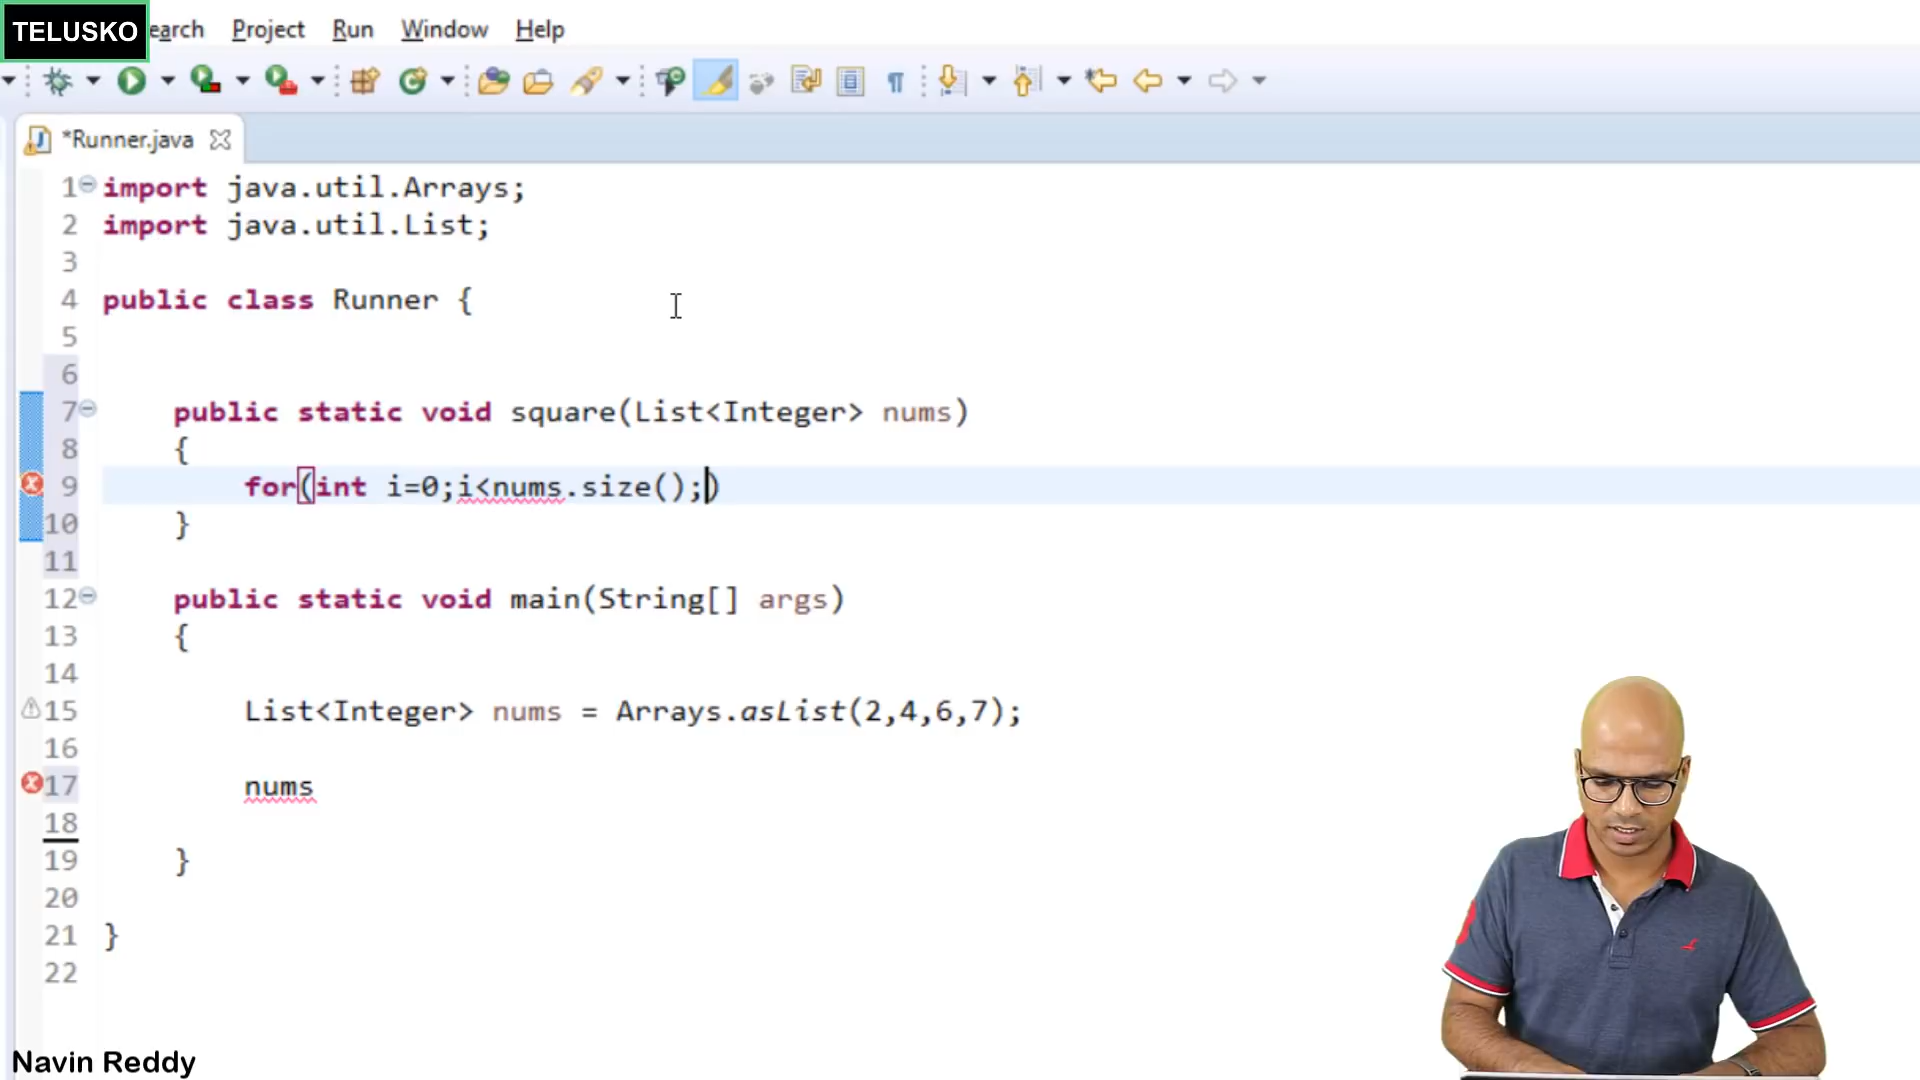 TELUSKO
earch Project Run Window Help
*Runner.java
1 import java.util.Arrays;
2 import java.util.List;
3
4 public class Runner {
5
6
7 public static void square(List<Integer> nums)
8 {
9 for(int i=0;i<nums.size();)
10 }
11
12 public static void main(String[] args)
13 {
14
15 List<Integer> nums = Arrays.asList(2,4,6,7);
16
17 nums
18
19 }
20
21 }
22
Navin Reddy